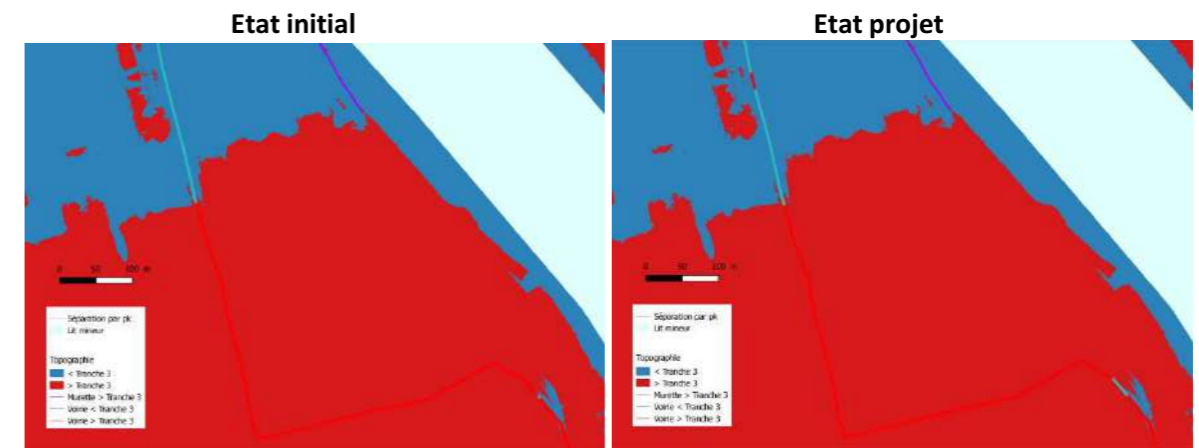 Etat initial
Etat projet
0 50 100 m
Séparation par pk
Lit mineur
Topographie
< Tranche 3
> Tranche 3
Murette > Tranche 3
Voirie < Tranche 3
Voirie > Tranche 3
0 50 100 m
Séparation par pk
Lit mineur
Topographie
< Tranche 3
> Tranche 3
Murette > Tranche 3
Voirie < Tranche 3
Voirie > Tranche 3